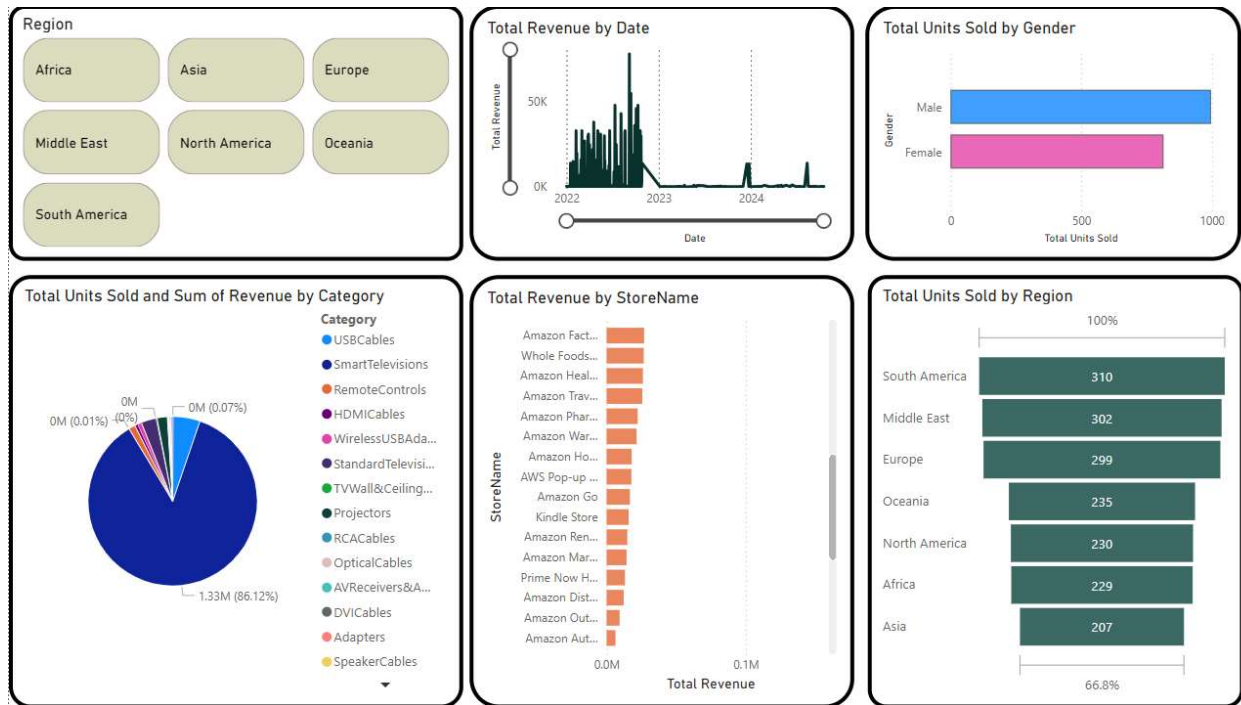 Region
Africa
Asia
Europe
Middle East
North America
Oceania
South America
Total Revenue by Date
Total Revenue
50K
0K
2022
2023
2024
Date
Total Units Sold by Gender
Gender
Male
Female
0
500
1000
Total Units Sold
Total Units Sold and Sum of Revenue by Category
Category
USBCables
SmartTelevisions
RemoteControls
HDMICables
WirelessUSBAda...
StandardTelevisi...
TVWall&Ceiling...
Projectors
RCACables
OpticalCables
AVReceivers&A...
DVICables
Adapters
SpeakerCables
0M
(0%)
0M (0.07%)
0M (0.01%)
1.33M (86.12%)
Total Revenue by StoreName
StoreName
Amazon Fact...
Whole Foods...
Amazon Heal...
Amazon Trav...
Amazon Phar...
Amazon War...
Amazon Ho...
AWS Pop-up ...
Amazon Go
Kindle Store
Amazon Ren...
Amazon Mar...
Prime Now H...
Amazon Dist...
Amazon Out...
Amazon Aut...
0.0M
0.1M
Total Revenue
Total Units Sold by Region
100%
South America 310
Middle East 302
Europe 299
Oceania 235
North America 230
Africa 229
Asia 207
66.8%